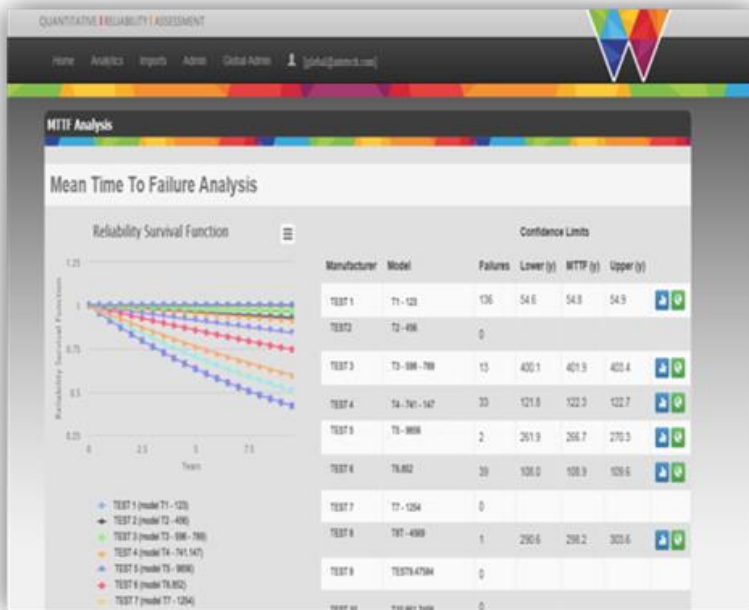 QUANTITATIVE RELIABILITY ASSESSMENT
Home Analytics Imports Admin Global Admin
MTTF Analysis
Mean Time To Failure Analysis
Reliability Survival Function
Confidence Limits
Manufacturer Model Failures Lower (y) MTTF (y) Upper (y)
TEST 1 T1 - 123 136 54.6 54.8 54.9
TEST2 T2 - 456 0
TEST 3 T3 - 598 - 789 13 400.1 401.9 403.4
TEST 4 T4 - 741 - 147 33 121.8 122.3 122.7
TEST 5 T5 - 9856 2 261.9 266.7 270.3
TEST 6 T6.852 39 108.0 108.9 109.6
TEST 7 T7 - 1254 0
TEST 8 T8T - 4569 1 290.6 298.2 303.6
TEST 9 TEST9.47584 0
TEST 10 0
Reliability Survival Function
1.25
1
0.75
0.5
0.25
0 2.5 5 7.5
Years
TEST 1 (model T1 - 123)
TEST 2 (model T2 - 456)
TEST 3 (model T3 - 598 - 789)
TEST 4 (model T4 - 741.147)
TEST 5 (model T5 - 9856)
TEST 6 (model T6.852)
TEST 7 (model T7 - 1254)